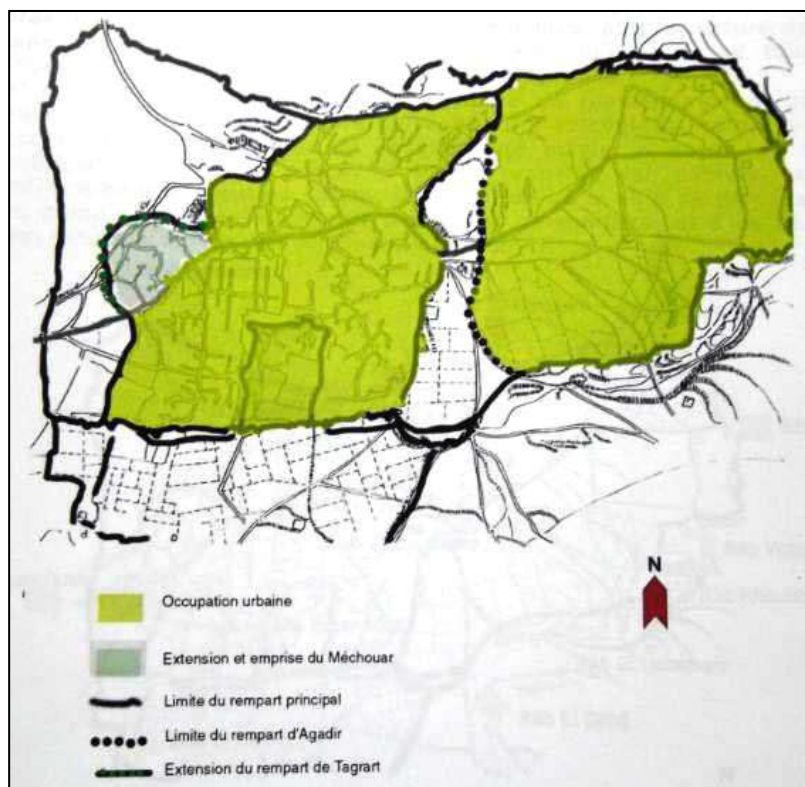 N
Occupation urbaine
Extension et emprise du Méchouar
Limite du rempart principal
Limite du rempart d'Agadir
Extension du rempart de Tagrart